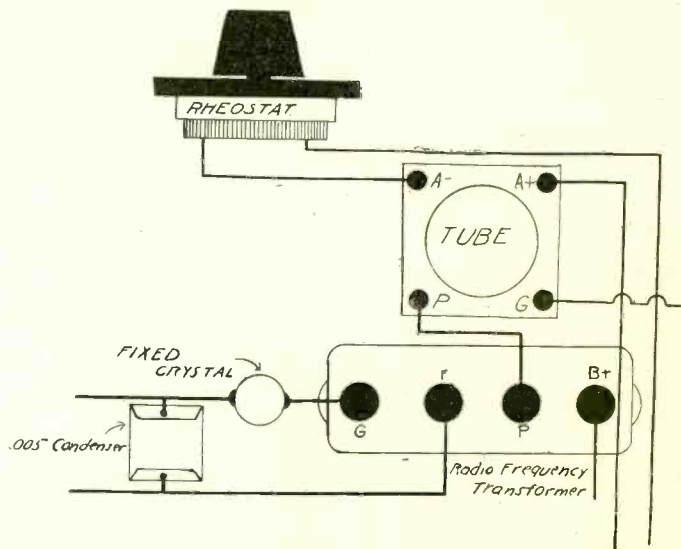 RHEOSTAT
A- A+
TUBE
P G
FIXED
CRYSTAL
F B+
G P
.005 Condenser
Radio Frequency
Transformer